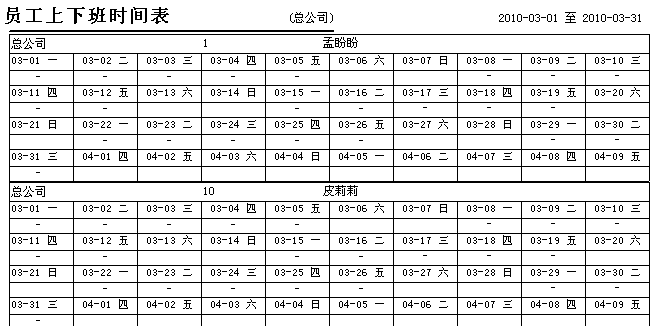 员工上下班时间表 (总公司) 2010-03-01 至 2010-03-31
总公司 1 孟盼盼
03-01 一 03-02 二 03-03 三 03-04 四 03-05 五 03-06 六 03-07 日 03-08 一 03-09 二 03-10 三
- - - - - - - -
03-11 四 03-12 五 03-13 六 03-14 日 03-15 一 03-16 二 03-17 三 03-18 四 03-19 五 03-20 六
- - - - - - -
03-21 日 03-22 一 03-23 二 03-24 三 03-25 四 03-26 五 03-27 六 03-28 日 03-29 一 03-30 二
- - - - - - -
03-31 三 04-01 四 04-02 五 04-03 六 04-04 日 04-05 一 04-06 二 04-07 三 04-08 四 04-09 五
-
总公司 10 皮莉莉
03-01 一 03-02 二 03-03 三 03-04 四 03-05 五 03-06 六 03-07 日 03-08 一 03-09 二 03-10 三
- - - - - - - -
03-11 四 03-12 五 03-13 六 03-14 日 03-15 一 03-16 二 03-17 三 03-18 四 03-19 五 03-20 六
- - - - - - -
03-21 日 03-22 一 03-23 二 03-24 三 03-25 四 03-26 五 03-27 六 03-28 日 03-29 一 03-30 二
- - - - - - -
03-31 三 04-01 四 04-02 五 04-03 六 04-04 日 04-05 一 04-06 二 04-07 三 04-08 四 04-09 五